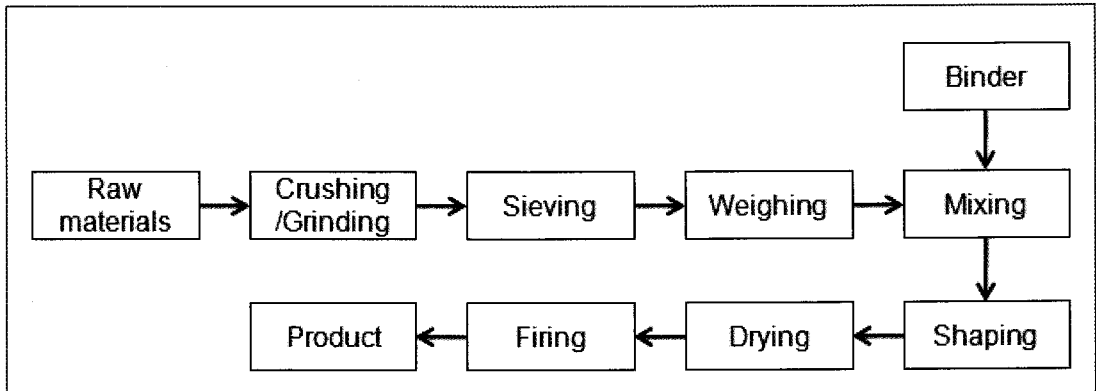 Binder
Raw
materials
Crushing
/Grinding
Sieving
Weighing
Mixing
Shaping
Drying
Firing
Product